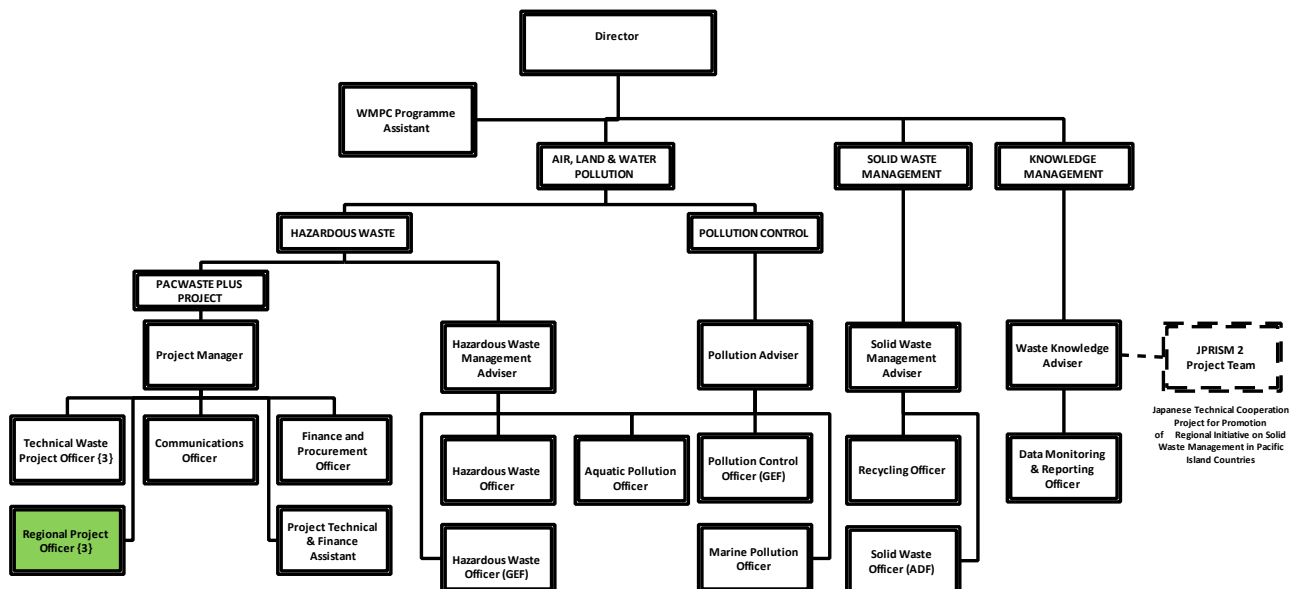 Director
WMPC Programme
Assistant
AIR, LAND & WATER
POLLUTION
SOLID WASTE
MANAGEMENT
KNOWLEDGE
MANAGEMENT
HAZARDOUS WASTE
POLLUTION CONTROL
PACWASTE PLUS
PROJECT
Project Manager
Hazardous Waste
Management
Adviser
Pollution Adviser
Solid Waste
Management
Adviser
Waste Knowledge
Adviser
JPRISM 2
Project Team
Japanese Technical Cooperation
Project for Promotion
of Regional Initiative on Solid
Waste Management in Pacific
Island Countries
Technical Waste
Project Officer {3}
Communications
Officer
Finance and
Procurement
Officer
Hazardous Waste
Officer
Aquatic Pollution
Officer
Pollution Control
Officer (GEF)
Recycling Officer
Data Monitoring
& Reporting
Officer
Regional Project
Officer {3}
Project Technical
& Finance
Assistant
Hazardous Waste
Officer (GEF)
Marine Pollution
Officer
Solid Waste
Officer (ADF)